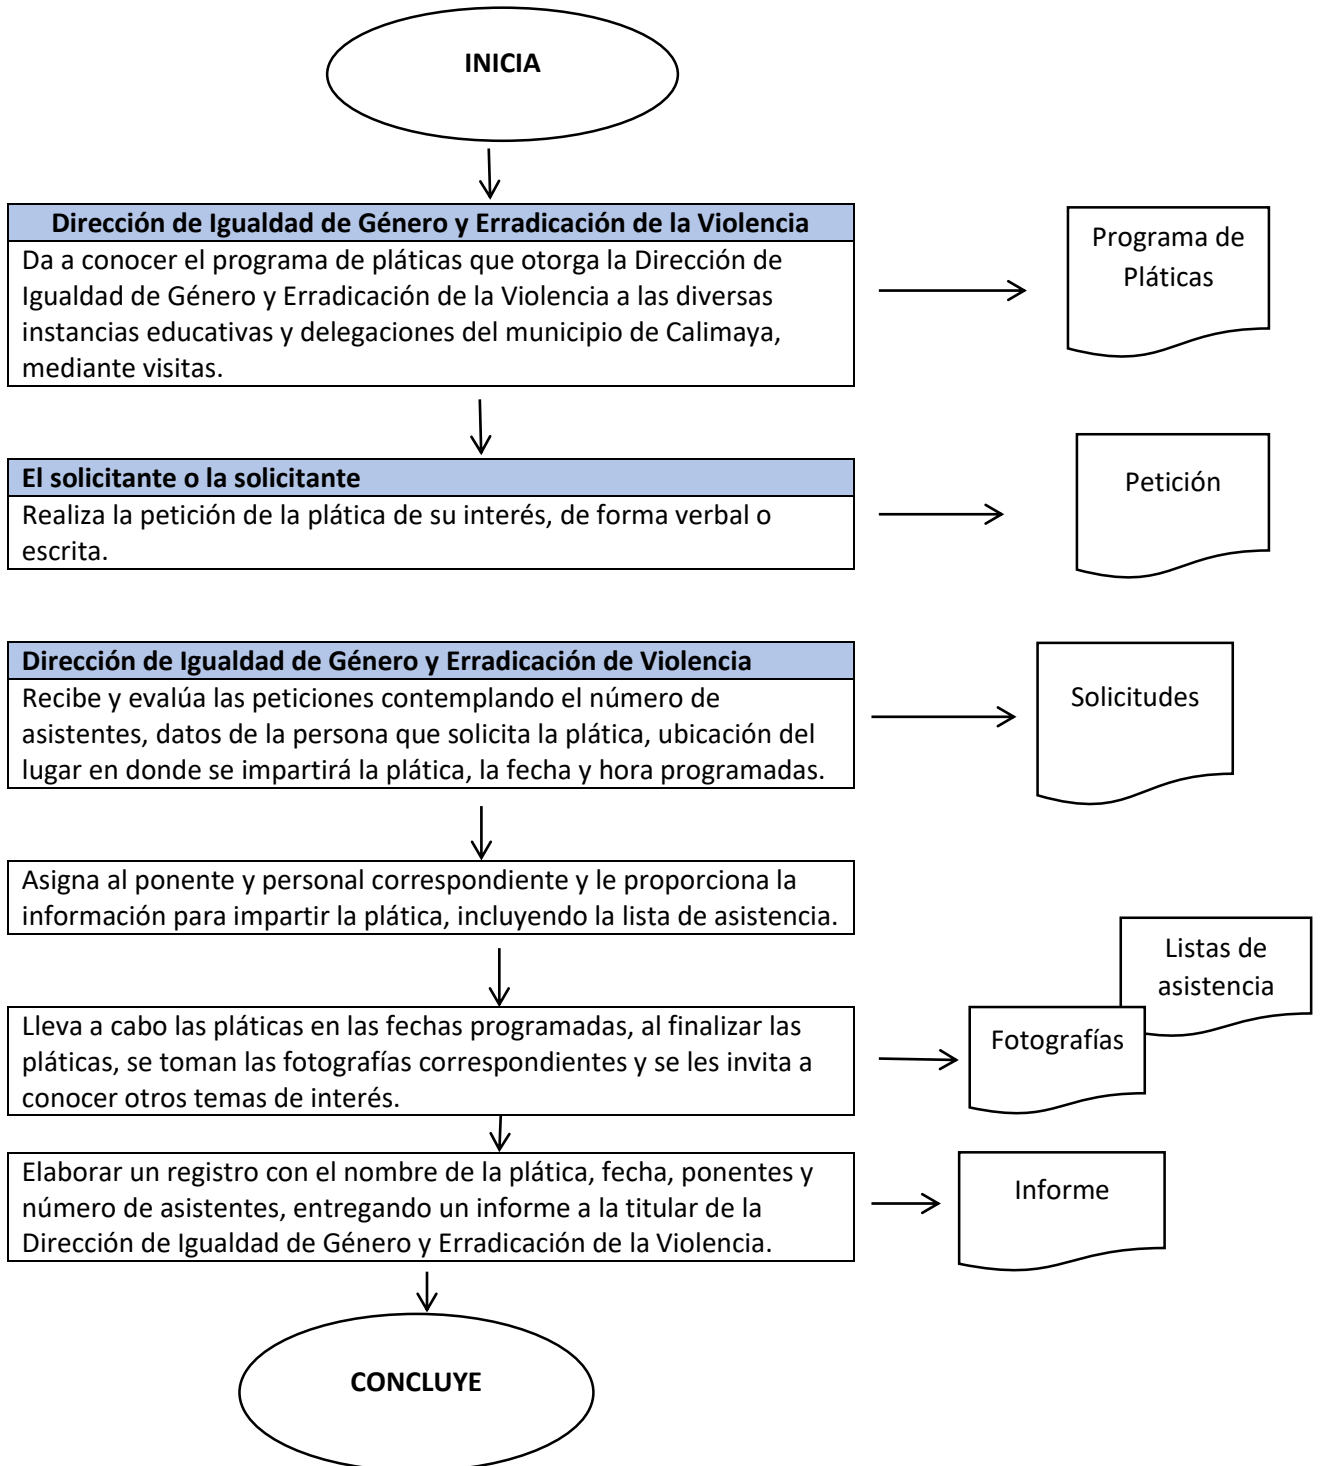 INICIA
Dirección de Igualdad de Género y Erradicación de la Violencia
Da a conocer el programa de pláticas que otorga la Dirección de
Igualdad de Género y Erradicación de la Violencia a las diversas
instancias educativas y delegaciones del municipio de Calimaya,
mediante visitas.
Programa de
Pláticas
El solicitante o la solicitante
Realiza la petición de la plática de su interés, de forma verbal o
escrita.
Petición
Dirección de Igualdad de Género y Erradicación de Violencia
Recibe y evalúa las peticiones contemplando el número de
asistentes, datos de la persona que solicita la plática, ubicación del
lugar en donde se impartirá la plática, la fecha y hora programadas.
Solicitudes
Asigna al ponente y personal correspondiente y le proporciona la
información para impartir la plática, incluyendo la lista de asistencia.
Listas de
asistencia
Lleva a cabo las pláticas en las fechas programadas, al finalizar las
pláticas, se toman las fotografías correspondientes y se les invita a
conocer otros temas de interés.
Fotografías
Elaborar un registro con el nombre de la plática, fecha, ponentes y
número de asistentes, entregando un informe a la titular de la
Dirección de Igualdad de Género y Erradicación de la Violencia.
Informe
CONCLUYE